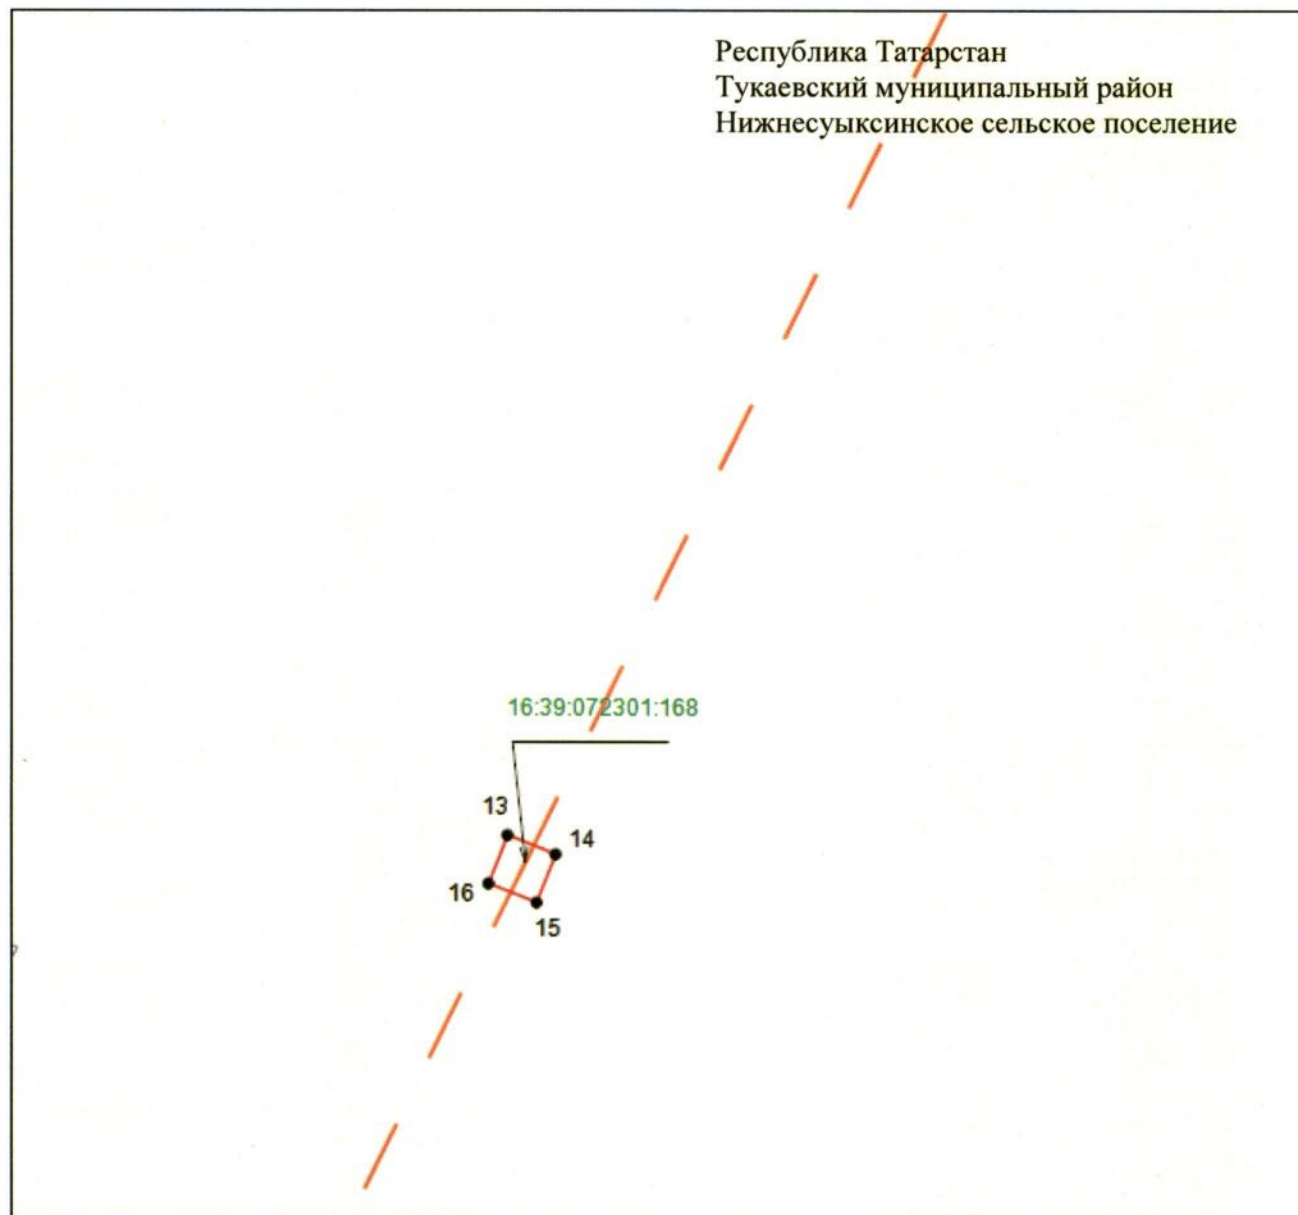 Республика Татарстан
Тукаевский муниципальный район
Нижнесуыксинское сельское поселение
16:39:072301:168
13
14
16
15